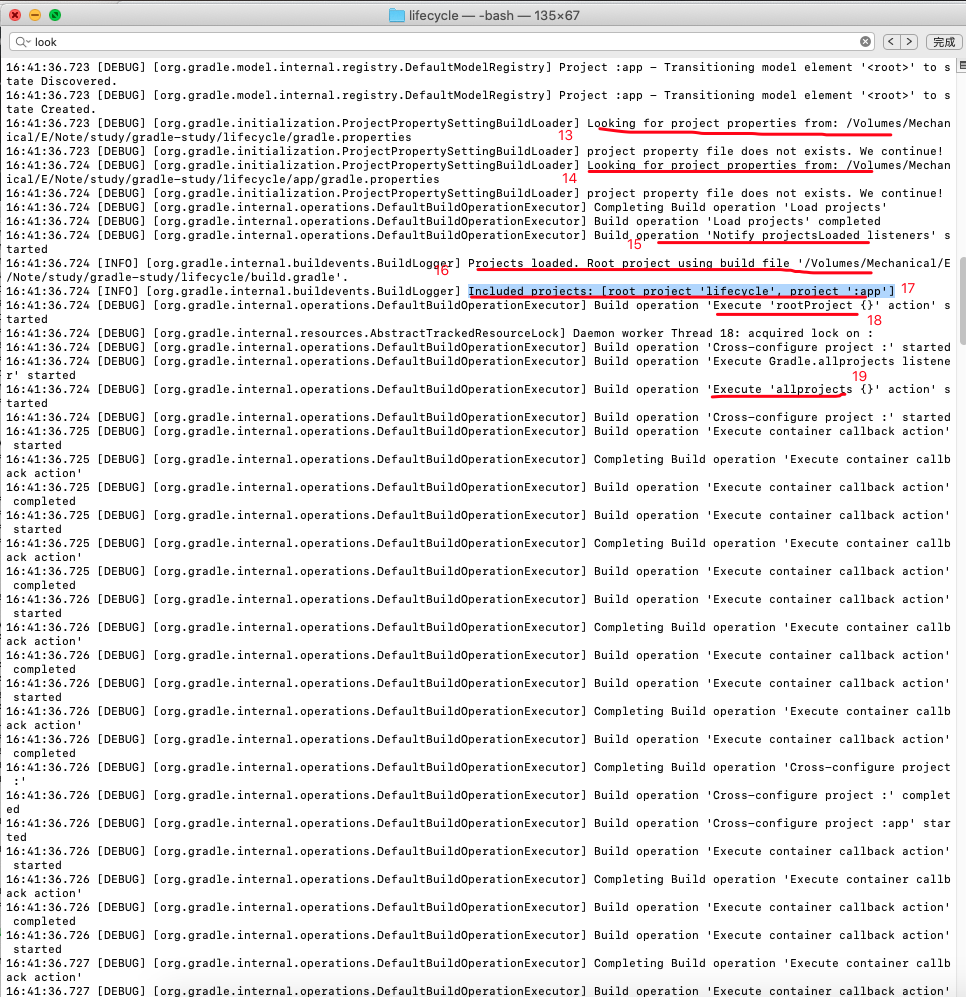 lifecycle — -bash — 135×67
look
完成
16:41:36.723 [DEBUG] [org.gradle.model.internal.registry.DefaultModelRegistry] Project :app - Transitioning model element '<root>' to s
tate Discovered.
16:41:36.723 [DEBUG] [org.gradle.model.internal.registry.DefaultModelRegistry] Project :app - Transitioning model element '<root>' to s
tate Created.
16:41:36.723 [DEBUG] [org.gradle.initialization.ProjectPropertySettingBuildLoader] Looking for project properties from: /Volumes/Mechan
ical/E/Note/study/gradle-study/lifecycle/gradle.properties
13
16:41:36.723 [DEBUG] [org.gradle.initialization.ProjectPropertySettingBuildLoader] project property file does not exists. We continue!
16:41:36.724 [DEBUG] [org.gradle.initialization.ProjectPropertySettingBuildLoader] Looking for project properties from: /Volumes/Mechan
ical/E/Note/study/gradle-study/lifecycle/app/gradle.properties
14
16:41:36.724 [DEBUG] [org.gradle.initialization.ProjectPropertySettingBuildLoader] project property file does not exists. We continue!
16:41:36.724 [DEBUG] [org.gradle.internal.operations.DefaultBuildOperationExecutor] Completing Build operation 'Load projects'
16:41:36.724 [DEBUG] [org.gradle.internal.operations.DefaultBuildOperationExecutor] Build operation 'Load projects' completed
16:41:36.724 [DEBUG] [org.gradle.internal.operations.DefaultBuildOperationExecutor] Build operation 'Notify projectsLoaded listeners' s
tarted
15
16:41:36.724 [INFO] [org.gradle.internal.buildevents.BuildLogger] Projects loaded. Root project using build file '/Volumes/Mechanical/E
/Note/study/gradle-study/lifecycle/build.gradle'.
16
16:41:36.724 [INFO] [org.gradle.internal.buildevents.BuildLogger] Included projects: [root project 'lifecycle', project ':app']
17
16:41:36.724 [DEBUG] [org.gradle.internal.operations.DefaultBuildOperationExecutor] Build operation 'Execute 'rootProject {}' action' s
tarted
18
16:41:36.724 [DEBUG] [org.gradle.internal.resources.AbstractTrackedResourceLock] Daemon worker Thread 18: acquired lock on :
16:41:36.724 [DEBUG] [org.gradle.internal.operations.DefaultBuildOperationExecutor] Build operation 'Cross-configure project :' started
16:41:36.724 [DEBUG] [org.gradle.internal.operations.DefaultBuildOperationExecutor] Build operation 'Execute Gradle.allprojects listene
r' started
19
16:41:36.724 [DEBUG] [org.gradle.internal.operations.DefaultBuildOperationExecutor] Build operation 'Execute 'allprojects {}' action' s
tarted
16:41:36.724 [DEBUG] [org.gradle.internal.operations.DefaultBuildOperationExecutor] Build operation 'Cross-configure project :' started
16:41:36.725 [DEBUG] [org.gradle.internal.operations.DefaultBuildOperationExecutor] Build operation 'Execute container callback action'
 started
16:41:36.725 [DEBUG] [org.gradle.internal.operations.DefaultBuildOperationExecutor] Completing Build operation 'Execute container callb
ack action'
16:41:36.725 [DEBUG] [org.gradle.internal.operations.DefaultBuildOperationExecutor] Build operation 'Execute container callback action'
 completed
16:41:36.725 [DEBUG] [org.gradle.internal.operations.DefaultBuildOperationExecutor] Build operation 'Execute container callback action'
 started
16:41:36.725 [DEBUG] [org.gradle.internal.operations.DefaultBuildOperationExecutor] Completing Build operation 'Execute container callb
ack action'
16:41:36.725 [DEBUG] [org.gradle.internal.operations.DefaultBuildOperationExecutor] Build operation 'Execute container callback action'
 completed
16:41:36.726 [DEBUG] [org.gradle.internal.operations.DefaultBuildOperationExecutor] Build operation 'Execute container callback action'
 started
16:41:36.726 [DEBUG] [org.gradle.internal.operations.DefaultBuildOperationExecutor] Completing Build operation 'Execute container callb
ack action'
16:41:36.726 [DEBUG] [org.gradle.internal.operations.DefaultBuildOperationExecutor] Build operation 'Execute container callback action'
 completed
16:41:36.726 [DEBUG] [org.gradle.internal.operations.DefaultBuildOperationExecutor] Build operation 'Execute container callback action'
 started
16:41:36.726 [DEBUG] [org.gradle.internal.operations.DefaultBuildOperationExecutor] Completing Build operation 'Execute container callb
ack action'
16:41:36.726 [DEBUG] [org.gradle.internal.operations.DefaultBuildOperationExecutor] Build operation 'Execute container callback action'
 completed
16:41:36.726 [DEBUG] [org.gradle.internal.operations.DefaultBuildOperationExecutor] Completing Build operation 'Cross-configure project
 :'
16:41:36.726 [DEBUG] [org.gradle.internal.operations.DefaultBuildOperationExecutor] Build operation 'Cross-configure project :' complet
ed
16:41:36.726 [DEBUG] [org.gradle.internal.operations.DefaultBuildOperationExecutor] Build operation 'Cross-configure project :app' star
ted
16:41:36.726 [DEBUG] [org.gradle.internal.operations.DefaultBuildOperationExecutor] Build operation 'Execute container callback action'
 started
16:41:36.726 [DEBUG] [org.gradle.internal.operations.DefaultBuildOperationExecutor] Completing Build operation 'Execute container callb
ack action'
16:41:36.726 [DEBUG] [org.gradle.internal.operations.DefaultBuildOperationExecutor] Build operation 'Execute container callback action'
 completed
16:41:36.726 [DEBUG] [org.gradle.internal.operations.DefaultBuildOperationExecutor] Build operation 'Execute container callback action'
 started
16:41:36.727 [DEBUG] [org.gradle.internal.operations.DefaultBuildOperationExecutor] Completing Build operation 'Execute container callb
ack action'
16:41:36.727 [DEBUG] [org.gradle.internal.operations.DefaultBuildOperationExecutor] Build operation 'Execute container callback action'